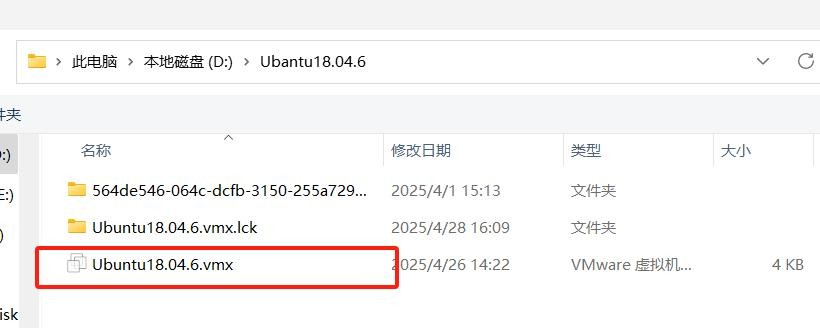 此电脑 > 本地磁盘 (D:) > Ubantu18.04.6
件夹
名称 修改日期 类型 大小
:)
564de546-064c-dcfb-3150-255a729... 2025/4/1 15:13 文件夹
E:)
Ubuntu18.04.6.vmx.lck 2025/4/28 16:09 文件夹
)
Ubuntu18.04.6.vmx 2025/4/26 14:22 VMware 虚拟机... 4 KB
isk